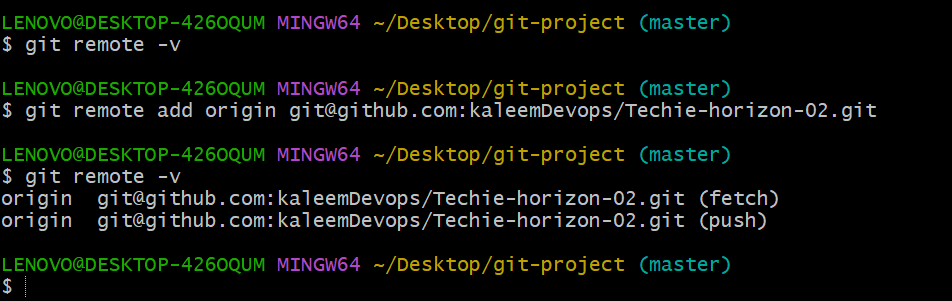 LENOVO@DESKTOP-426OQUM MINGW64 ~/Desktop/git-project (master)
$ git remote -v
LENOVO@DESKTOP-426OQUM MINGW64 ~/Desktop/git-project (master)
$ git remote add origin git@github.com:kaleemDevops/Techie-horizon-02.git
LENOVO@DESKTOP-426OQUM MINGW64 ~/Desktop/git-project (master)
$ git remote -v
origin  git@github.com:kaleemDevops/Techie-horizon-02.git (fetch)
origin  git@github.com:kaleemDevops/Techie-horizon-02.git (push)
LENOVO@DESKTOP-426OQUM MINGW64 ~/Desktop/git-project (master)
$